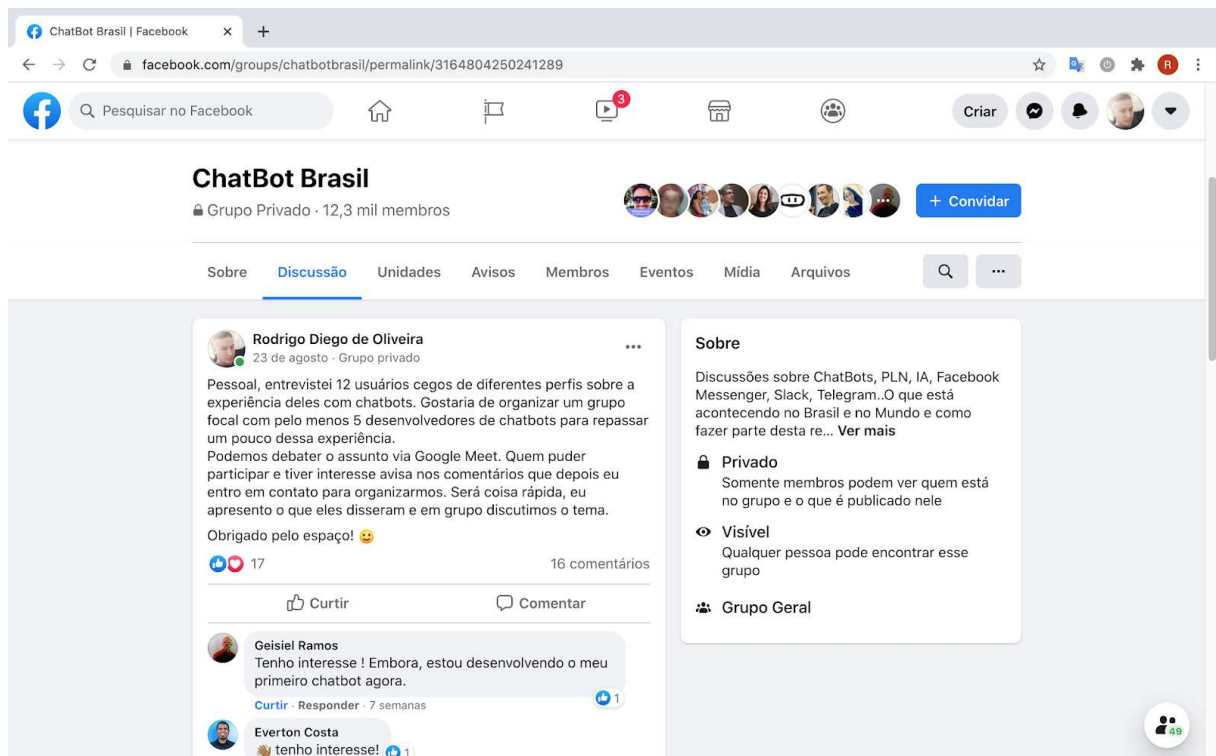 ChatBot Brasil | Facebook
facebook.com/groups/chatbotbrasil/permalink/3164804250241289
R
Pesquisar no Facebook
3
Criar
ChatBot Brasil
Grupo Privado · 12,3 mil membros
+ Convidar
Sobre Discussão Unidades Avisos Membros Eventos Mídia Arquivos
Rodrigo Diego de Oliveira
23 de agosto · Grupo privado
Pessoal, entrevistei 12 usuários cegos de diferentes perfis sobre a
experiência deles com chatbots. Gostaria de organizar um grupo
focal com pelo menos 5 desenvolvedores de chatbots para repassar
um pouco dessa experiência.
Podemos debater o assunto via Google Meet. Quem puder
participar e tiver interesse avisa nos comentários que depois eu
entro em contato para organizarmos. Será coisa rápida, eu
apresento o que eles disseram e em grupo discutimos o tema.
Obrigado pelo espaço! 😀
17
16 comentários
Curtir
Comentar
Geisiel Ramos
Tenho interesse ! Embora, estou desenvolvendo o meu
primeiro chatbot agora.
1
Curtir · Responder · 7 semanas
Everton Costa
👋🏽 tenho interesse!
1
Sobre
Discussões sobre ChatBots, PLN, IA, Facebook
Messenger, Slack, Telegram..O que está
acontecendo no Brasil e no Mundo e como
fazer parte desta re... Ver mais
Privado
Somente membros podem ver quem está
no grupo e o que é publicado nele
Visível
Qualquer pessoa pode encontrar esse
grupo
Grupo Geral
49